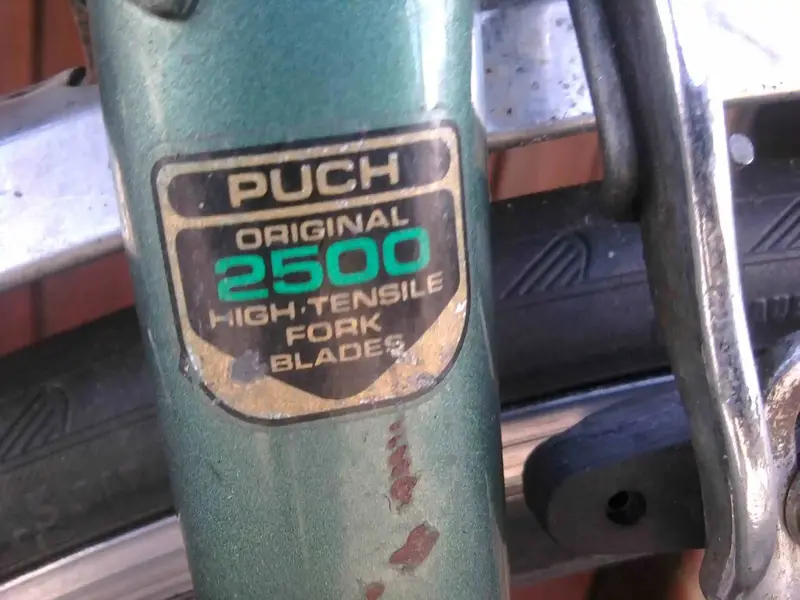 PUCH
ORIGINAL
2500
HIGH·TENSILE
FORK
BLADES